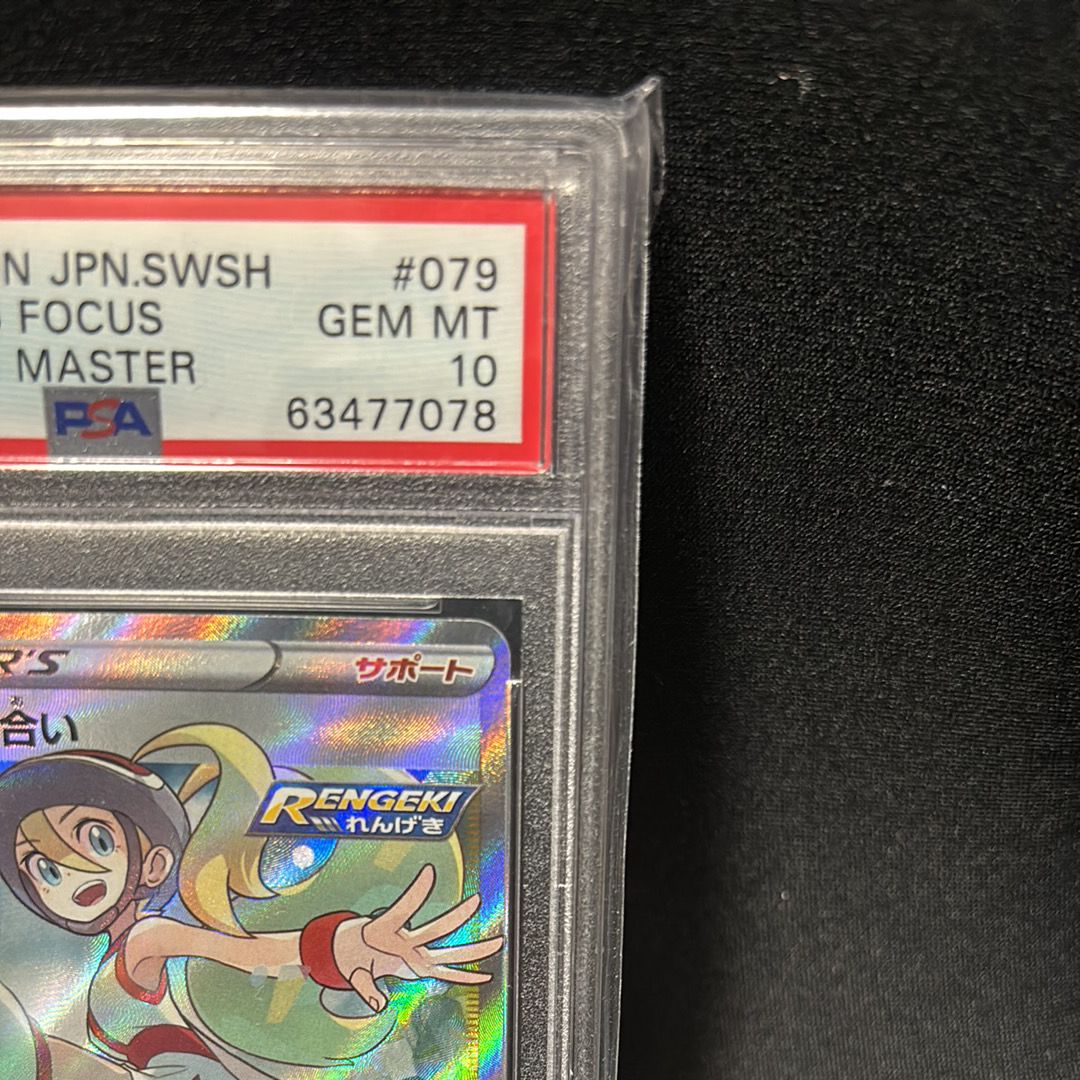 N JPN.SWSH #079
FOCUS GEM MT
MASTER 10
PSA 63477078
R'S サポート
合い
RENGEKI
れんげき